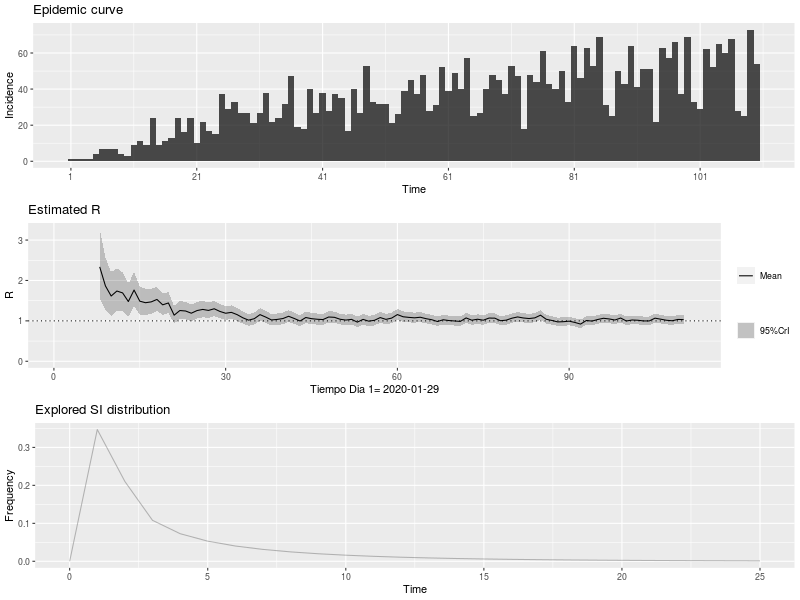 Epidemic curve
60
40
20
0
Incidence
1 21 41 61 81 101
Time
Estimated R
3
2
1
0
R
0 30 60 90
Tiempo Dia 1= 2020-01-29
Mean
95%CrI
Explored SI distribution
0.3
0.2
0.1
0.0
Frequency
0 5 10 15 20 25
Time